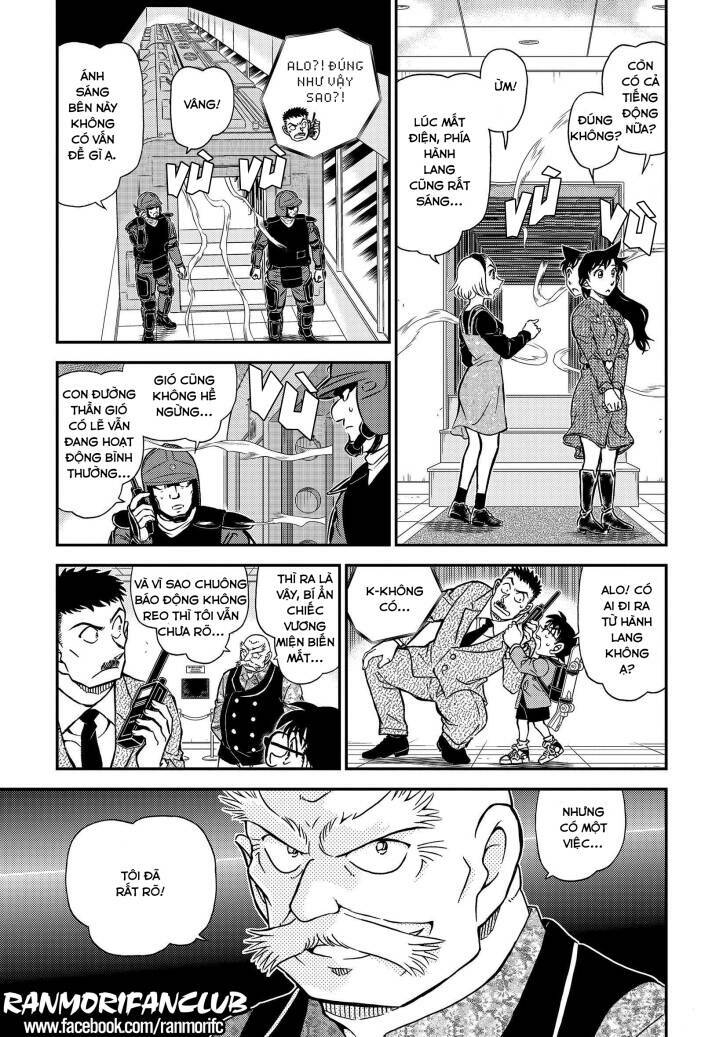 CÒN
CÓ CẢ
TIẾNG
ĐỘNG
NỮA?
ĐÚNG
KHÔNG?
ỪM!
LÚC MẤT
ĐIỆN, PHÍA
HÀNH
LANG
CŨNG RẤT
SÁNG...
VÙ
VÙ
ALO?! ĐÚNG
NHƯ VẬY
SAO?!
VÂNG!
ÁNH
SÁNG
BÊN NÀY
KHÔNG
CÓ VẤN
ĐỀ GÌ Ạ.
VÙ
VÙ
GIÓ CŨNG
KHÔNG HỀ
NGỪNG...
CON ĐƯỜNG
THẦN GIÓ
CÓ LẼ VẪN
ĐANG HOẠT
ĐỘNG BÌNH
THƯỜNG...
VÙ
ALO! CÓ
AI ĐI RA
TỪ HÀNH
LANG
KHÔNG
Ạ?
K-KHÔNG
CÓ...
THÌ RA LÀ
VẬY, BÍ ẨN
CHIẾC
VƯƠNG
MIỆN BIẾN
MẤT...
VÀ VÌ SAO CHUÔNG
BÁO ĐỘNG KHÔNG
REO THÌ TÔI VẪN
CHƯA RÕ...
NHƯNG
CÓ MỘT
VIỆC...
TÔI ĐÃ
RẤT RÕ!
RANMORIFANCLUB
www.facebook.com/ranmorifc